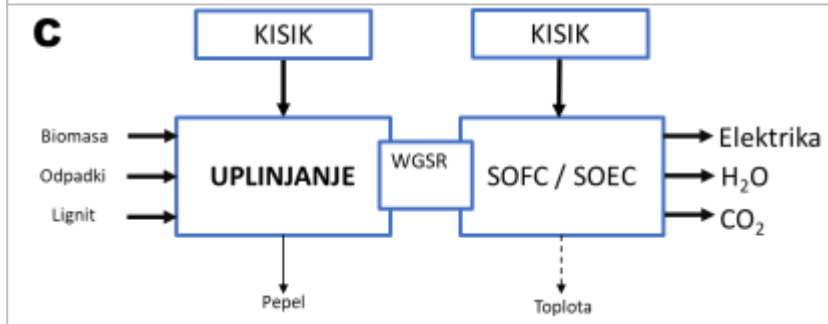 C
KISIK
KISIK
Biomasa
Odpadki
Lignit
UPLINJANJE
WGSR
SOFC / SOEC
Elektrika
H₂O
CO₂
Pepel
Toplota